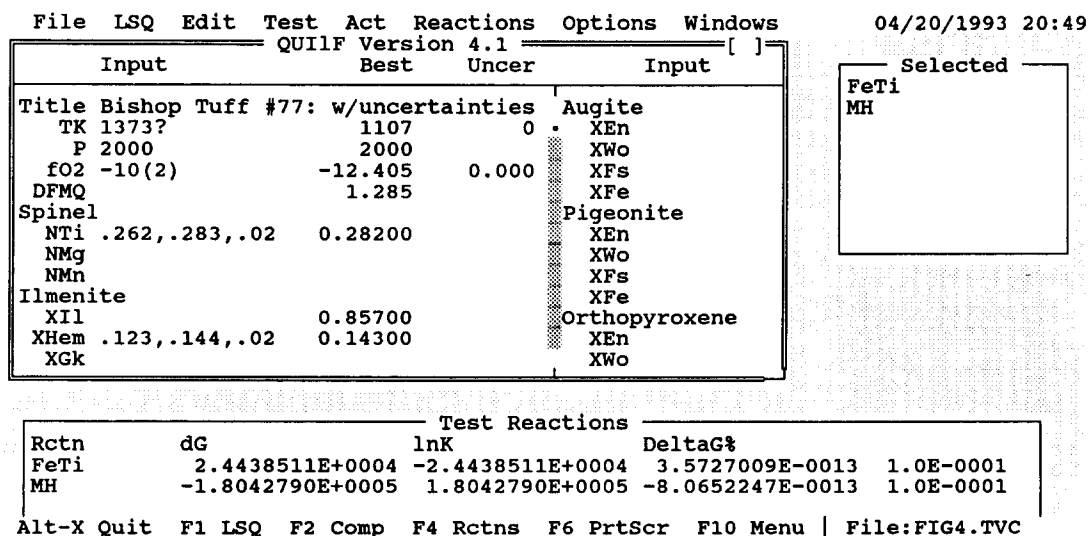 File LSQ Edit Test Act Reactions Options Windows 04/20/1993 20:49
QUIlF Version 4.1 [ ]
Input Best Uncer Input
Title Bishop Tuff #77: w/uncertainties Augite
TK 1373? 1107 0 XEn
P 2000 2000 XWo
fO2 -10(2) -12.405 0.000 XFs
DFMQ 1.285 XFe
Spinel Pigeonite
NTi .262,.283,.02 0.28200 XEn
NMg XWo
NMn XFs
Ilmenite XFe
XIl 0.85700 Orthopyroxene
XHem .123,.144,.02 0.14300 XEn
XGk XWo
Selected
FeTi
MH
Test Reactions
Rctn dG lnK DeltaG%
FeTi 2.4438511E+0004 -2.4438511E+0004 3.5727009E-0013 1.0E-0001
MH -1.8042790E+0005 1.8042790E+0005 -8.0652247E-0013 1.0E-0001
Alt-X Quit F1 LSQ F2 Comp F4 Rctns F6 PrtScr F10 Menu | File:FIG4.TVC